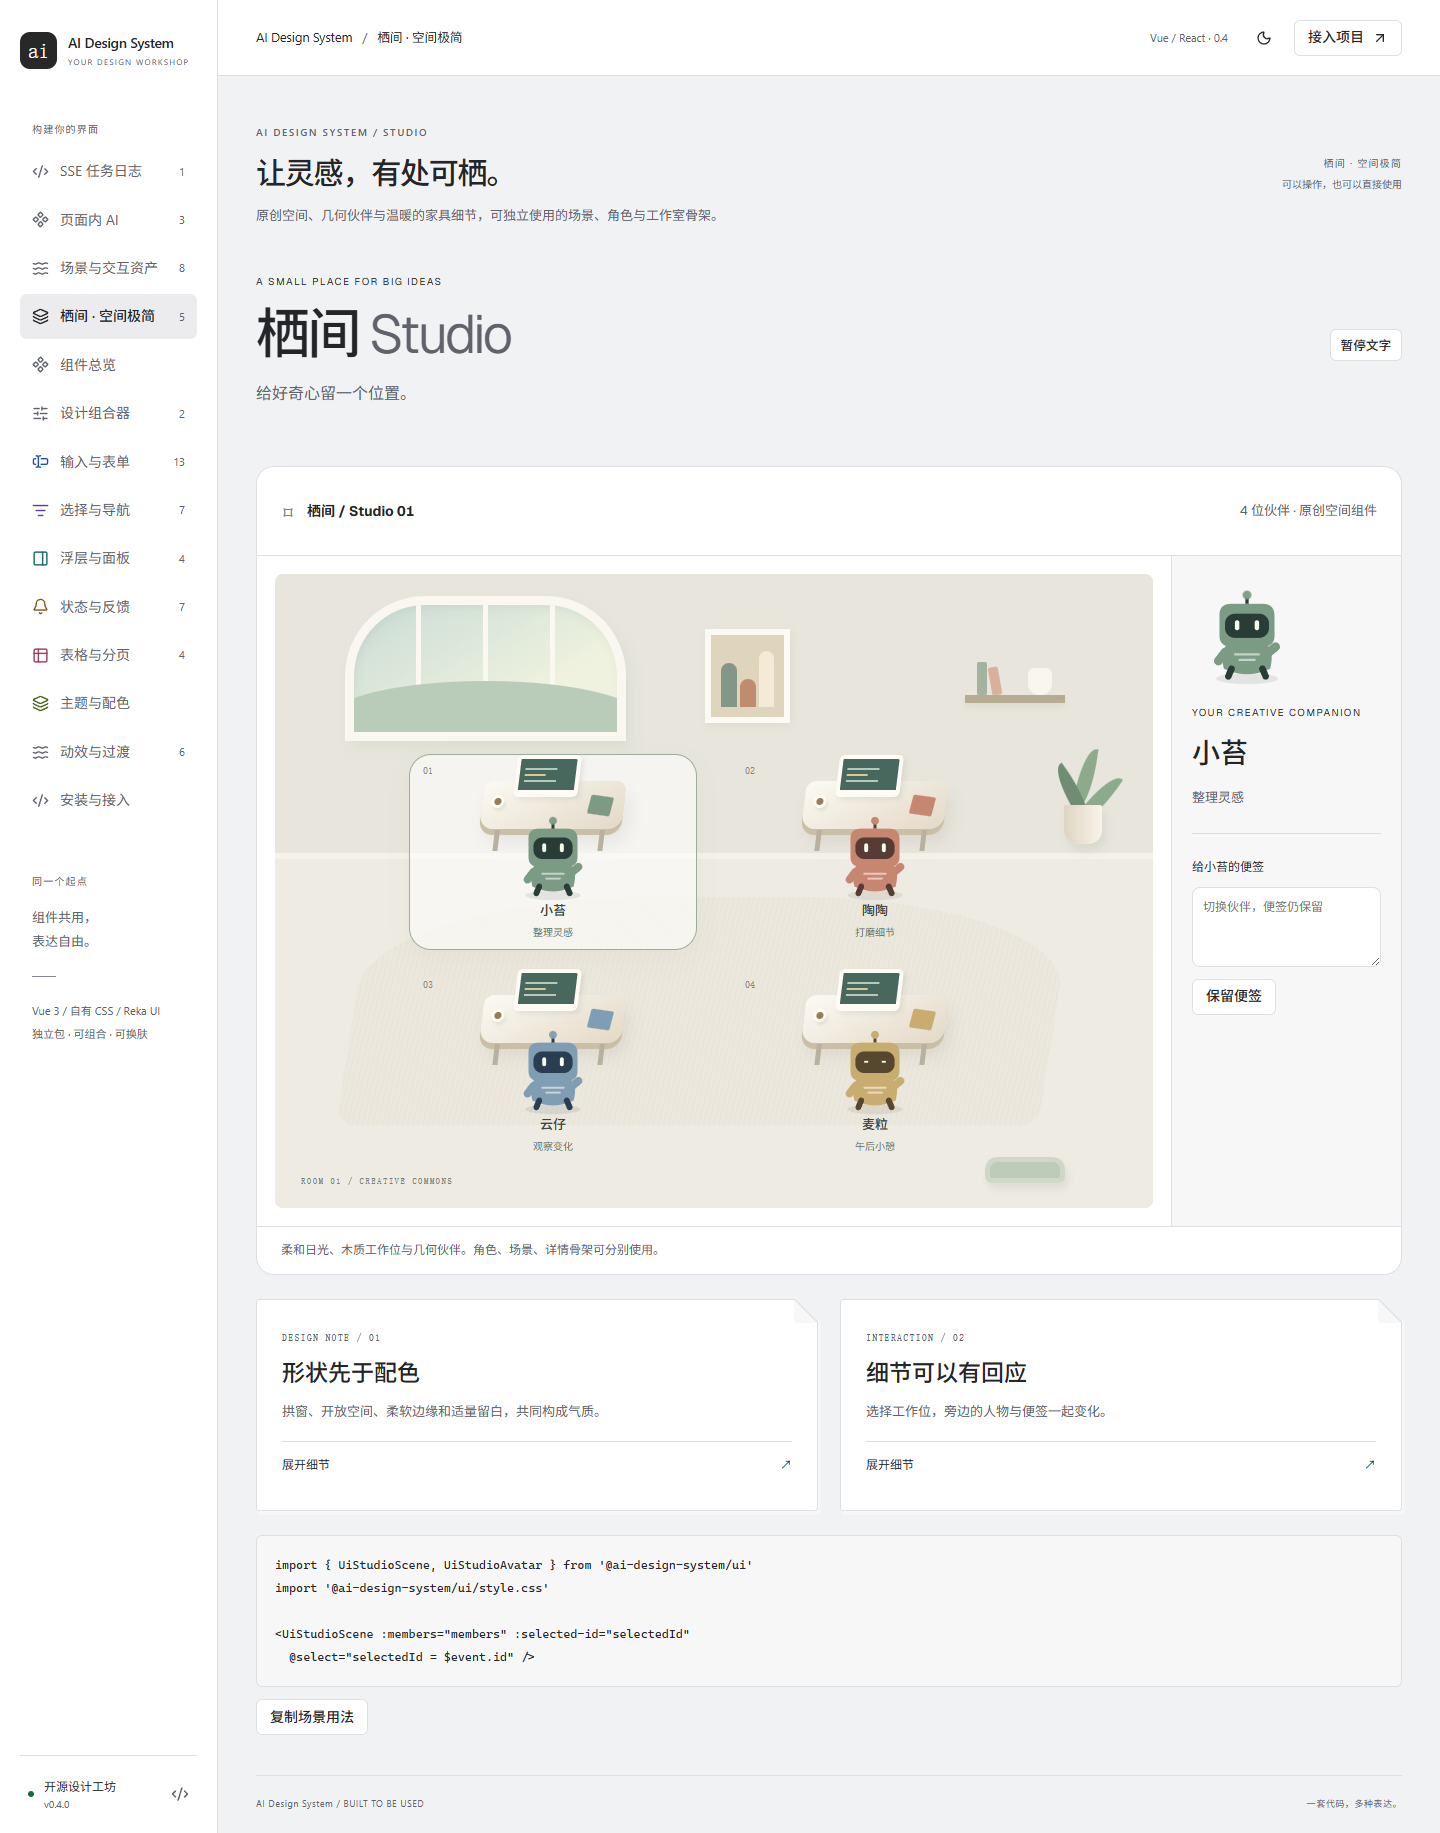 ai
AI Design System
YOUR DESIGN WORKSHOP
构建你的界面
SSE 任务日志 1
页面内 AI 3
场景与交互资产 8
栖间 · 空间极简 5
组件总览
设计组合器 2
输入与表单 13
选择与导航 7
浮层与面板 4
状态与反馈 7
表格与分页 4
主题与配色
动效与过渡 6
安装与接入
同一个起点
组件共用，
表达自由。
Vue 3 / 自有 CSS / Reka UI
独立包 · 可组合 · 可换肤
开源设计工坊
v0.4.0
AI Design System / 栖间 · 空间极简
Vue / React · 0.4
接入项目
AI DESIGN SYSTEM / STUDIO
让灵感，有处可栖。
原创空间、几何伙伴与温暖的家具细节，可独立使用的场景、角色与工作室骨架。
栖间 · 空间极简
可以操作，也可以直接使用
A SMALL PLACE FOR BIG IDEAS
栖间 Studio
给好奇心留一个位置。
暂停文字
栖间 / Studio 01
4 位伙伴 · 原创空间组件
01
小苔
整理灵感
02
陶陶
打磨细节
03
云仔
观察变化
04
麦粒
午后小憩
ROOM 01 / CREATIVE COMMONS
YOUR CREATIVE COMPANION
小苔
整理灵感
给小苔的便签
切换伙伴，便签仍保留
保留便签
柔和日光、木质工作位与几何伙伴。角色、场景、详情骨架可分别使用。
DESIGN NOTE / 01
形状先于配色
拱窗、开放空间、柔软边缘和适量留白，共同构成气质。
展开细节 ↗
INTERACTION / 02
细节可以有回应
选择工作位，旁边的人物与便签一起变化。
展开细节 ↗
import { UiStudioScene, UiStudioAvatar } from '@ai-design-system/ui'
import '@ai-design-system/ui/style.css'
<UiStudioScene :members="members" :selected-id="selectedId"
@select="selectedId = $event.id" />
复制场景用法
AI Design System / BUILT TO BE USED
一套代码，多种表达。